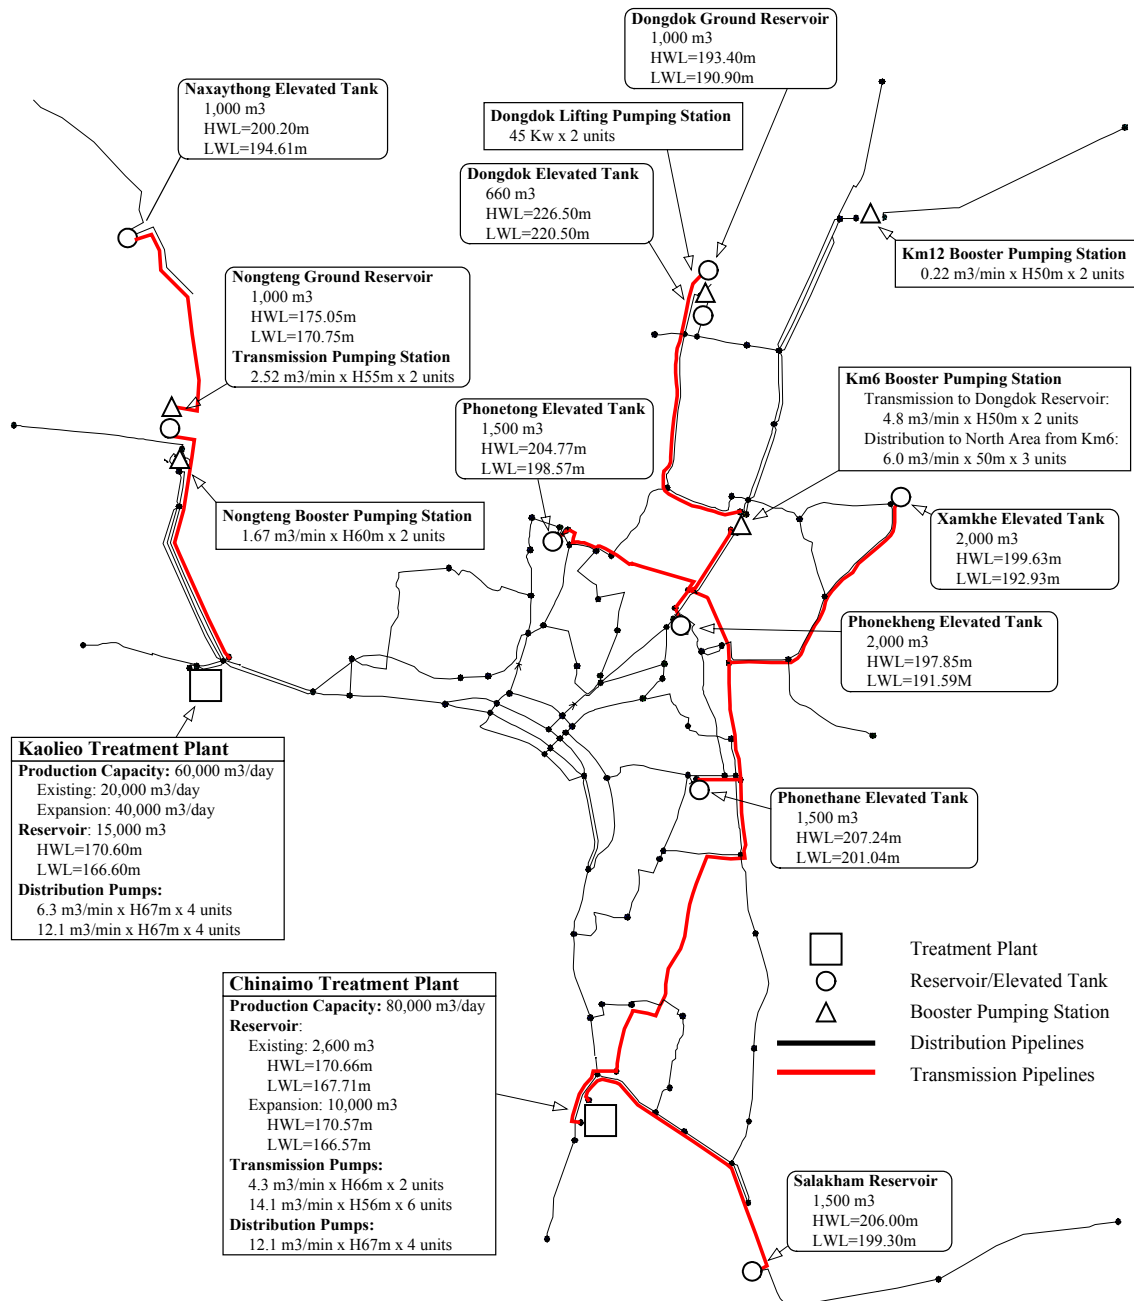 Dongdok Ground Reservoir
1,000 m3
HWL=193.40m
LWL=190.90m
Naxaythong Elevated Tank
1,000 m3
HWL=200.20m
LWL=194.61m
Dongdok Lifting Pumping Station
45 Kw x 2 units
Dongdok Elevated Tank
660 m3
HWL=226.50m
LWL=220.50m
Km12 Booster Pumping Station
0.22 m3/min x H50m x 2 units
Nongteng Ground Reservoir
1,000 m3
HWL=175.05m
LWL=170.75m
Transmission Pumping Station
2.52 m3/min x H55m x 2 units
Km6 Booster Pumping Station
Transmission to Dongdok Reservoir:
4.8 m3/min x H50m x 2 units
Distribution to North Area from Km6:
6.0 m3/min x 50m x 3 units
Phonetong Elevated Tank
1,500 m3
HWL=204.77m
LWL=198.57m
Nongteng Booster Pumping Station
1.67 m3/min x H60m x 2 units
Xamkhe Elevated Tank
2,000 m3
HWL=199.63m
LWL=192.93m
Phonekheng Elevated Tank
2,000 m3
HWL=197.85m
LWL=191.59M
Kaolieo Treatment Plant
Production Capacity: 60,000 m3/day
Existing: 20,000 m3/day
Expansion: 40,000 m3/day
Reservoir: 15,000 m3
HWL=170.60m
LWL=166.60m
Distribution Pumps:
6.3 m3/min x H67m x 4 units
12.1 m3/min x H67m x 4 units
Phonethane Elevated Tank
1,500 m3
HWL=207.24m
LWL=201.04m
Chinaimo Treatment Plant
Production Capacity: 80,000 m3/day
Reservoir:
Existing: 2,600 m3
HWL=170.66m
LWL=167.71m
Expansion: 10,000 m3
HWL=170.57m
LWL=166.57m
Transmission Pumps:
4.3 m3/min x H66m x 2 units
14.1 m3/min x H56m x 6 units
Distribution Pumps:
12.1 m3/min x H67m x 4 units
Treatment Plant
Reservoir/Elevated Tank
Booster Pumping Station
Distribution Pipelines
Transmission Pipelines
Salakham Reservoir
1,500 m3
HWL=206.00m
LWL=199.30m